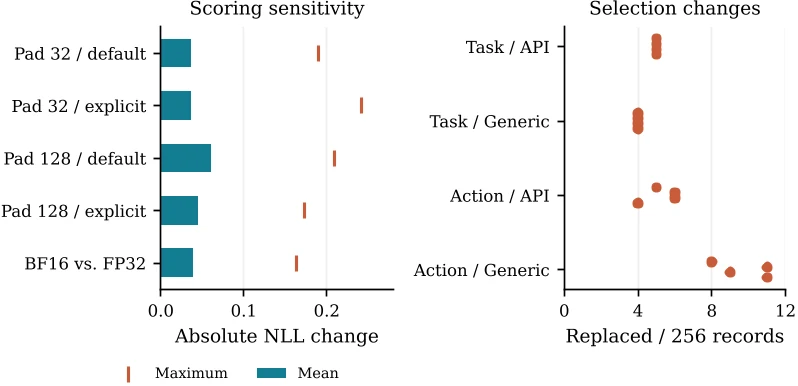 Scoring sensitivity
Pad 32 / default
Pad 32 / explicit
Pad 128 / default
Pad 128 / explicit
BF16 vs. FP32
0.0 0.1 0.2
Absolute NLL change
Maximum Mean
Selection changes
Task / API
Task / Generic
Action / API
Action / Generic
0 4 8 12
Replaced / 256 records